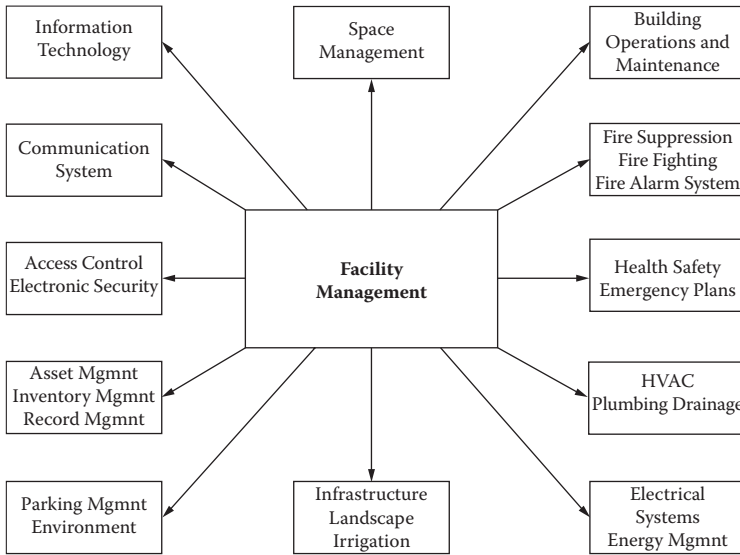 Information
Technology
Space
Management
Building
Operations and
Maintenance
Communication
System
Fire Suppression
Fire Fighting
Fire Alarm System
Access Control
Electronic Security
Facility
Management
Health Safety
Emergency Plans
Asset Mgmnt
Inventory Mgmnt
Record Mgmnt
HVAC
Plumbing Drainage
Parking Mgmnt
Environment
Infrastructure
Landscape
Irrigation
Electrical
Systems
Energy Mgmnt